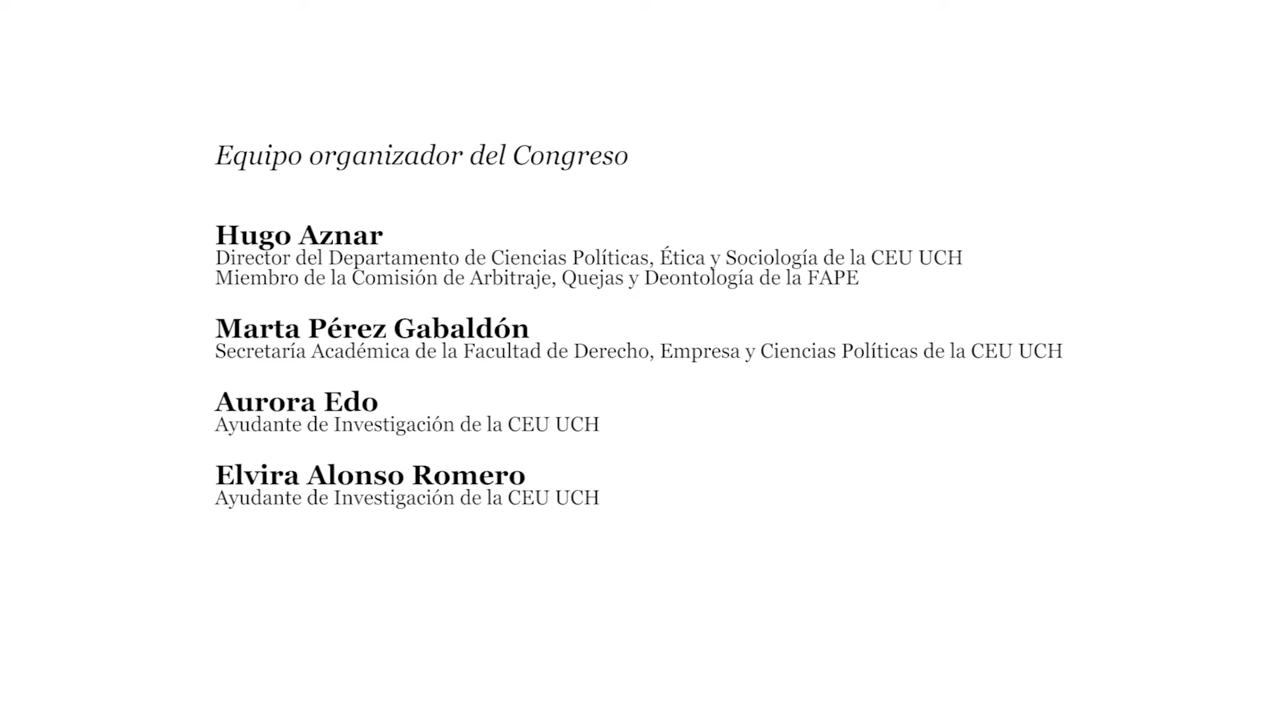 Equipo organizador del Congreso
Hugo Aznar
Director del Departamento de Ciencias Políticas, Ética y Sociología de la CEU UCH
Miembro de la Comisión de Arbitraje, Quejas y Deontología de la FAPE
Marta Pérez Gabaldón
Secretaría Académica de la Facultad de Derecho, Empresa y Ciencias Políticas de la CEU UCH
Aurora Edo
Ayudante de Investigación de la CEU UCH
Elvira Alonso Romero
Ayudante de Investigación de la CEU UCH